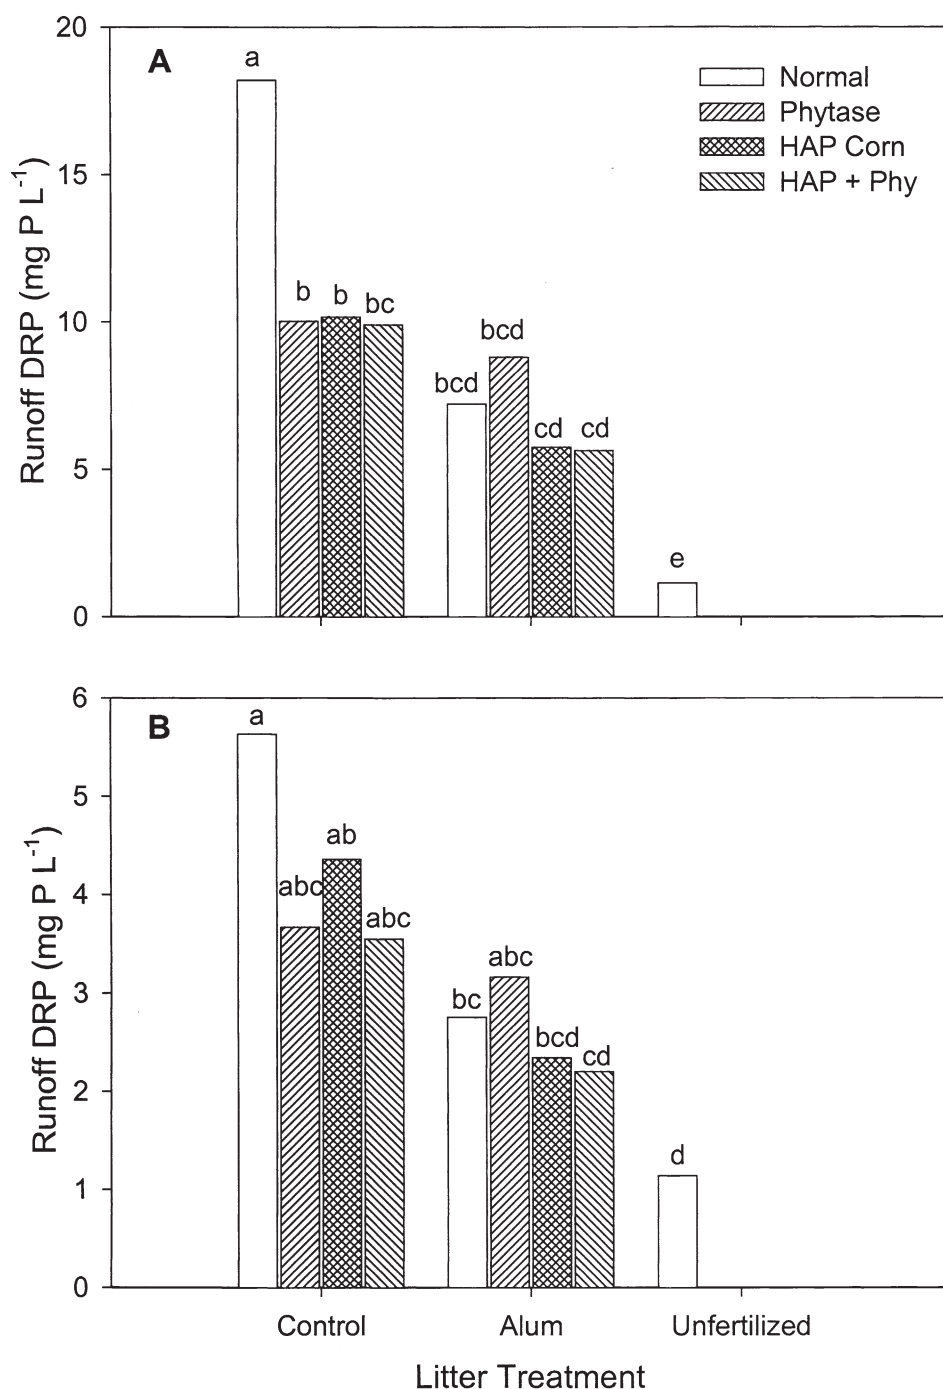 20
A
a
Normal
Phytase
HAP Corn
HAP + Phy
15
Runoff DRP (mg P L-1)
b b bc
10
bcd
bcd
cd cd
5
e
0
6
B
a
5
ab
abc
abc
4
Runoff DRP (mg P L-1)
abc
bc
3
bcd
cd
2
d
1
0
Control Alum Unfertilized
Litter Treatment